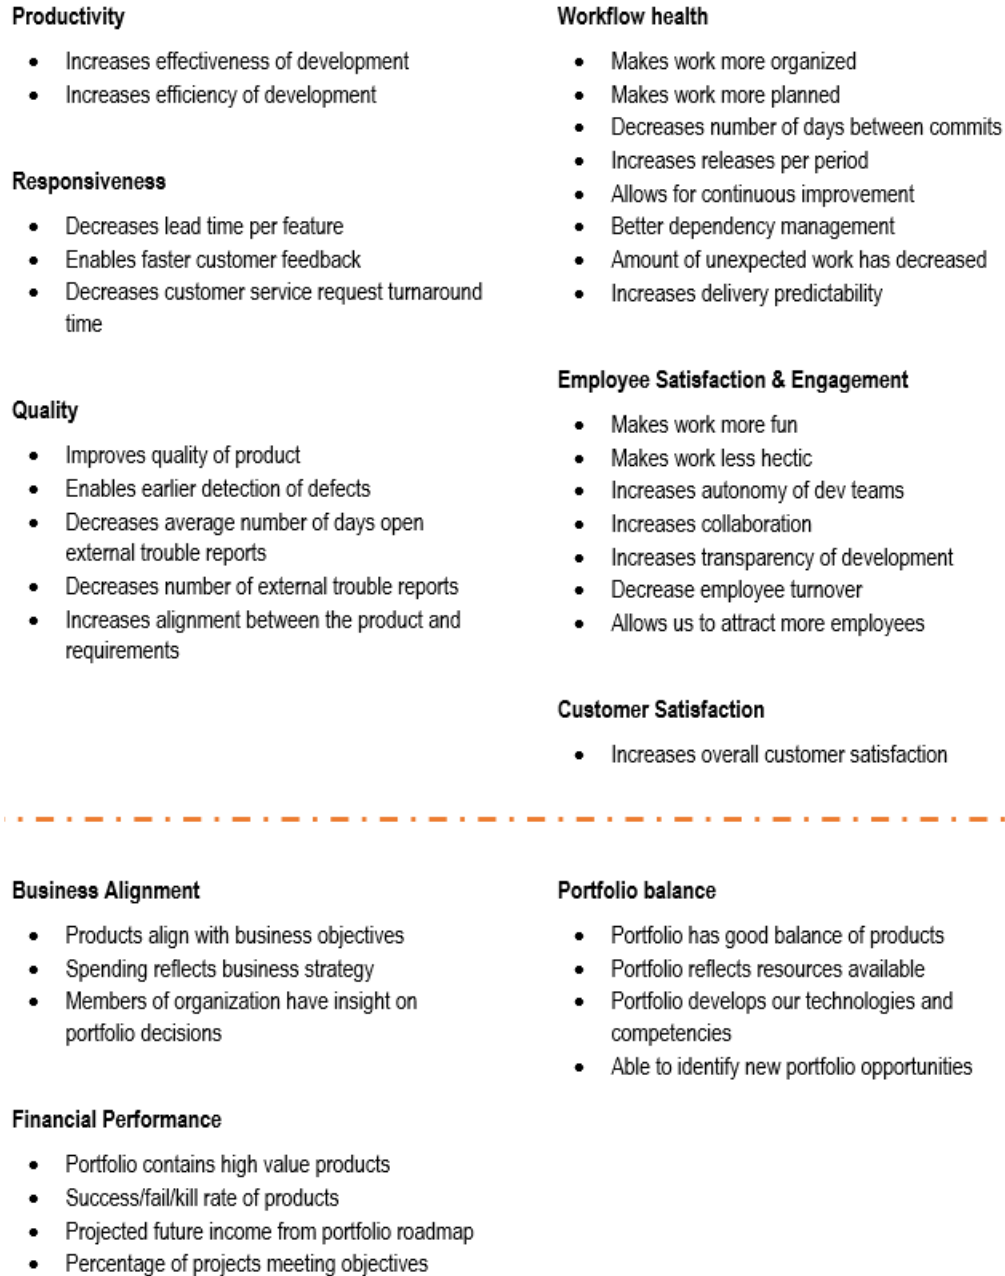 Productivity
• Increases effectiveness of development
• Increases efficiency of development
Responsiveness
• Decreases lead time per feature
• Enables faster customer feedback
• Decreases customer service request turnaround
time
Quality
• Improves quality of product
• Enables earlier detection of defects
• Decreases average number of days open
external trouble reports
• Decreases number of external trouble reports
• Increases alignment between the product and
requirements
Workflow health
• Makes work more organized
• Makes work more planned
• Decreases number of days between commits
• Increases releases per period
• Allows for continuous improvement
• Better dependency management
• Amount of unexpected work has decreased
• Increases delivery predictability
Employee Satisfaction & Engagement
• Makes work more fun
• Makes work less hectic
• Increases autonomy of dev teams
• Increases collaboration
• Increases transparency of development
• Decrease employee turnover
• Allows us to attract more employees
Customer Satisfaction
• Increases overall customer satisfaction
Business Alignment
• Products align with business objectives
• Spending reflects business strategy
• Members of organization have insight on
portfolio decisions
Financial Performance
• Portfolio contains high value products
• Success/fail/kill rate of products
• Projected future income from portfolio roadmap
• Percentage of projects meeting objectives
Portfolio balance
• Portfolio has good balance of products
• Portfolio reflects resources available
• Portfolio develops our technologies and
competencies
• Able to identify new portfolio opportunities